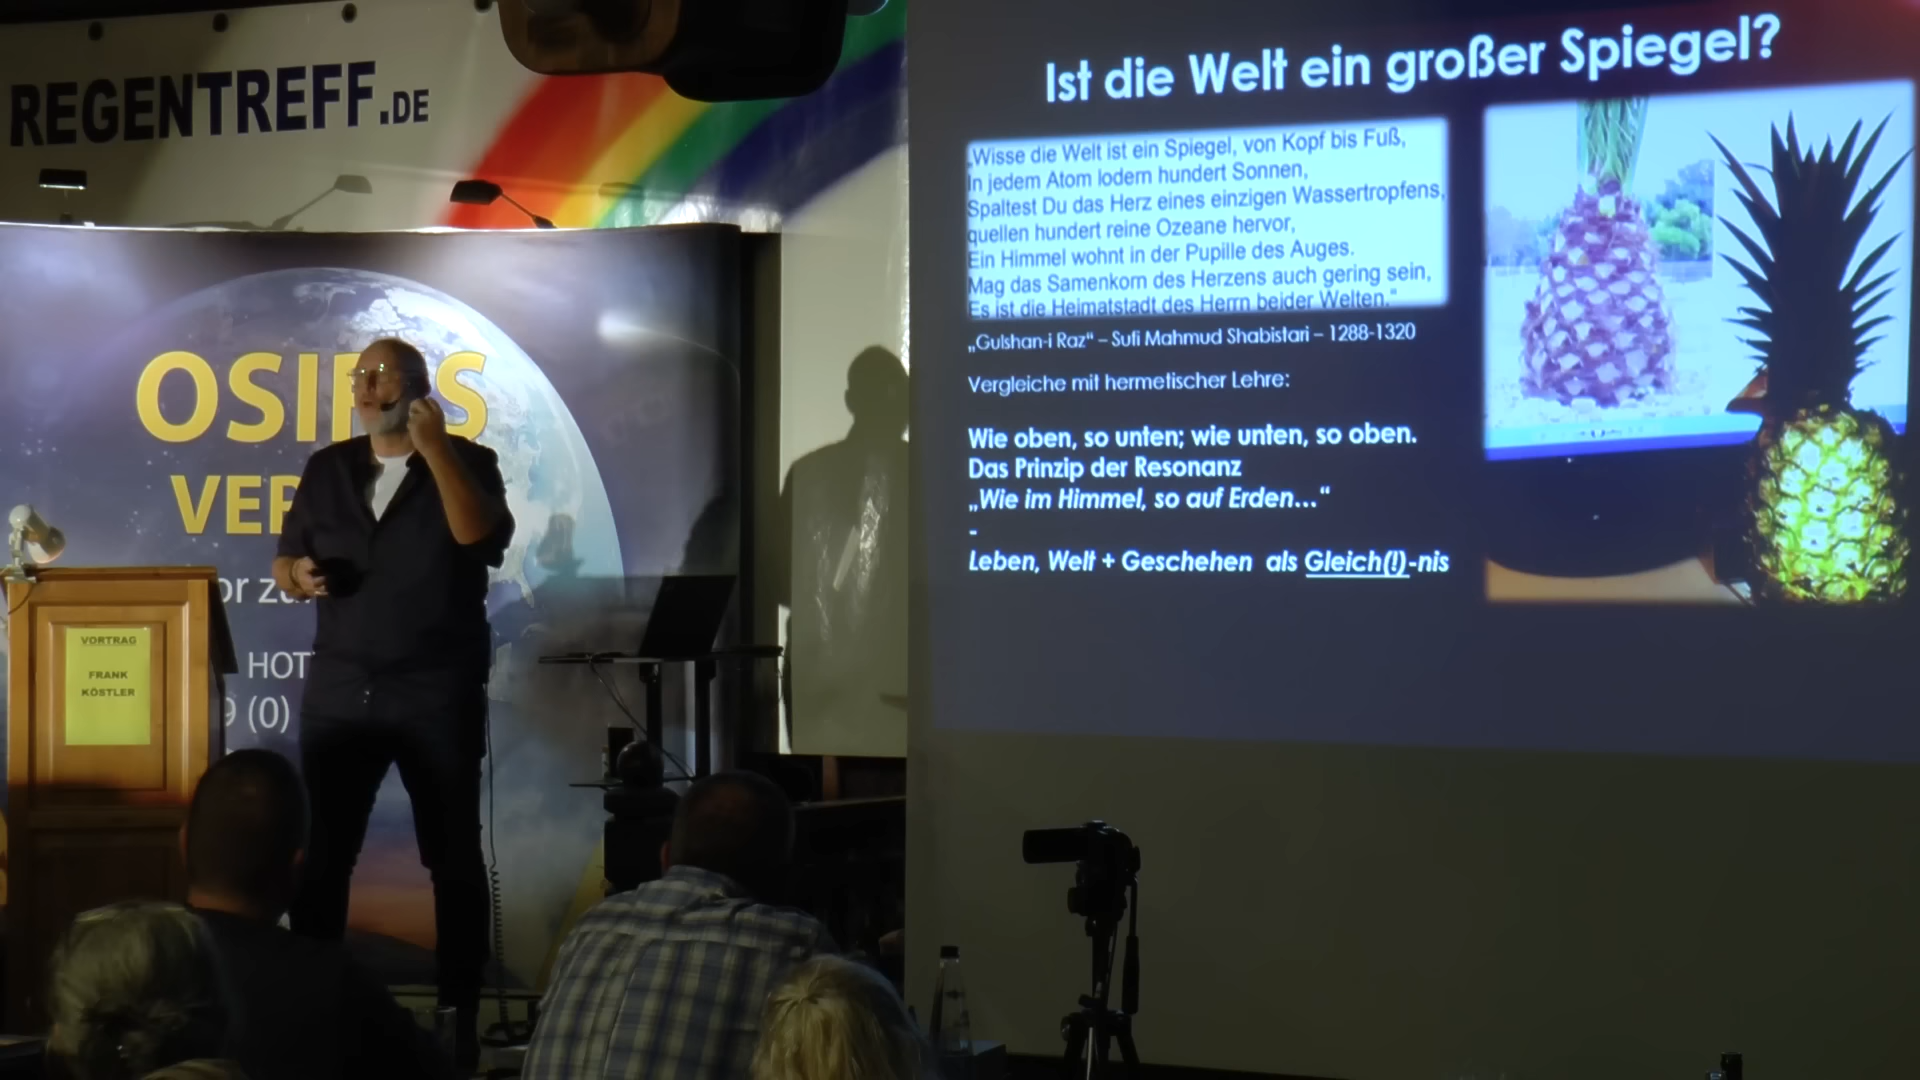 REGENTREFF.DE
OSIRIS
VER
or zu
HOT
9 (0)
VORTRAG
FRANK
KÖSTLER
Ist die Welt ein großer Spiegel?
„Wisse die Welt ist ein Spiegel, von Kopf bis Fuß,
In jedem Atom lodern hundert Sonnen,
Spaltest Du das Herz eines einzigen Wassertropfens,
quellen hundert reine Ozeane hervor,
Ein Himmel wohnt in der Pupille des Auges.
Mag das Samenkorn des Herzens auch gering sein,
Es ist die Heimatstadt des Herrn beider Welten.“
„Gulshan-i Raz“ – Sufi Mahmud Shabistari – 1288-1320
Vergleiche mit hermetischer Lehre:
Wie oben, so unten; wie unten, so oben.
Das Prinzip der Resonanz
„Wie im Himmel, so auf Erden...“
-
Leben, Welt + Geschehen als Gleich(!)-nis